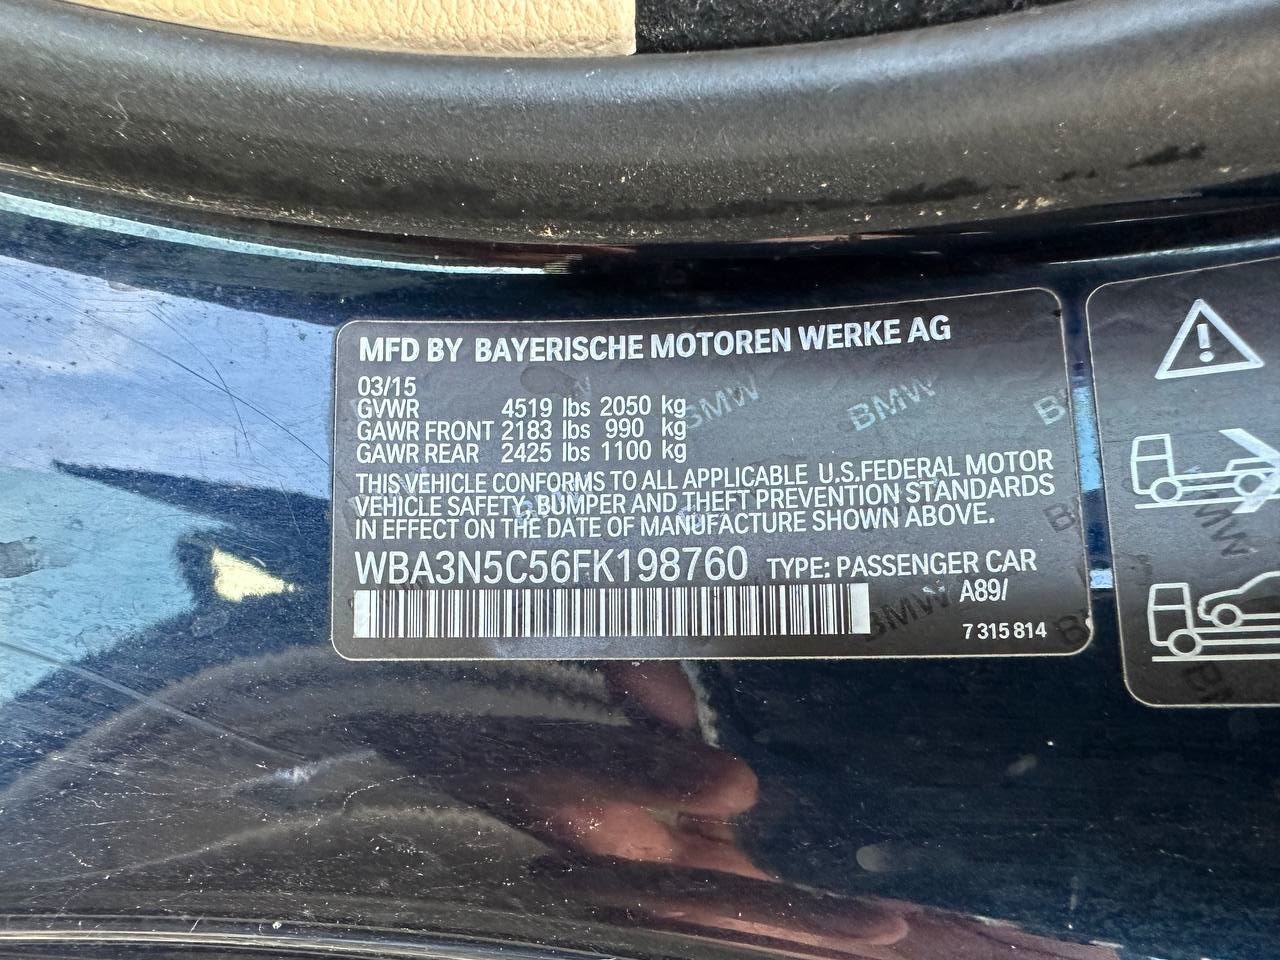 MFD BY BAYERISCHE MOTOREN WERKE AG
03/15
GVWR 4519 lbs 2050 kg
GAWR FRONT 2183 lbs 990 kg
GAWR REAR 2425 lbs 1100 kg
THIS VEHICLE CONFORMS TO ALL APPLICABLE U.S.FEDERAL MOTOR
VEHICLE SAFETY, BUMPER AND THEFT PREVENTION STANDARDS
IN EFFECT ON THE DATE OF MANUFACTURE SHOWN ABOVE.
WBA3N5C56FK198760 TYPE: PASSENGER CAR
A89/
7 315 814
BMW BMW
BMW